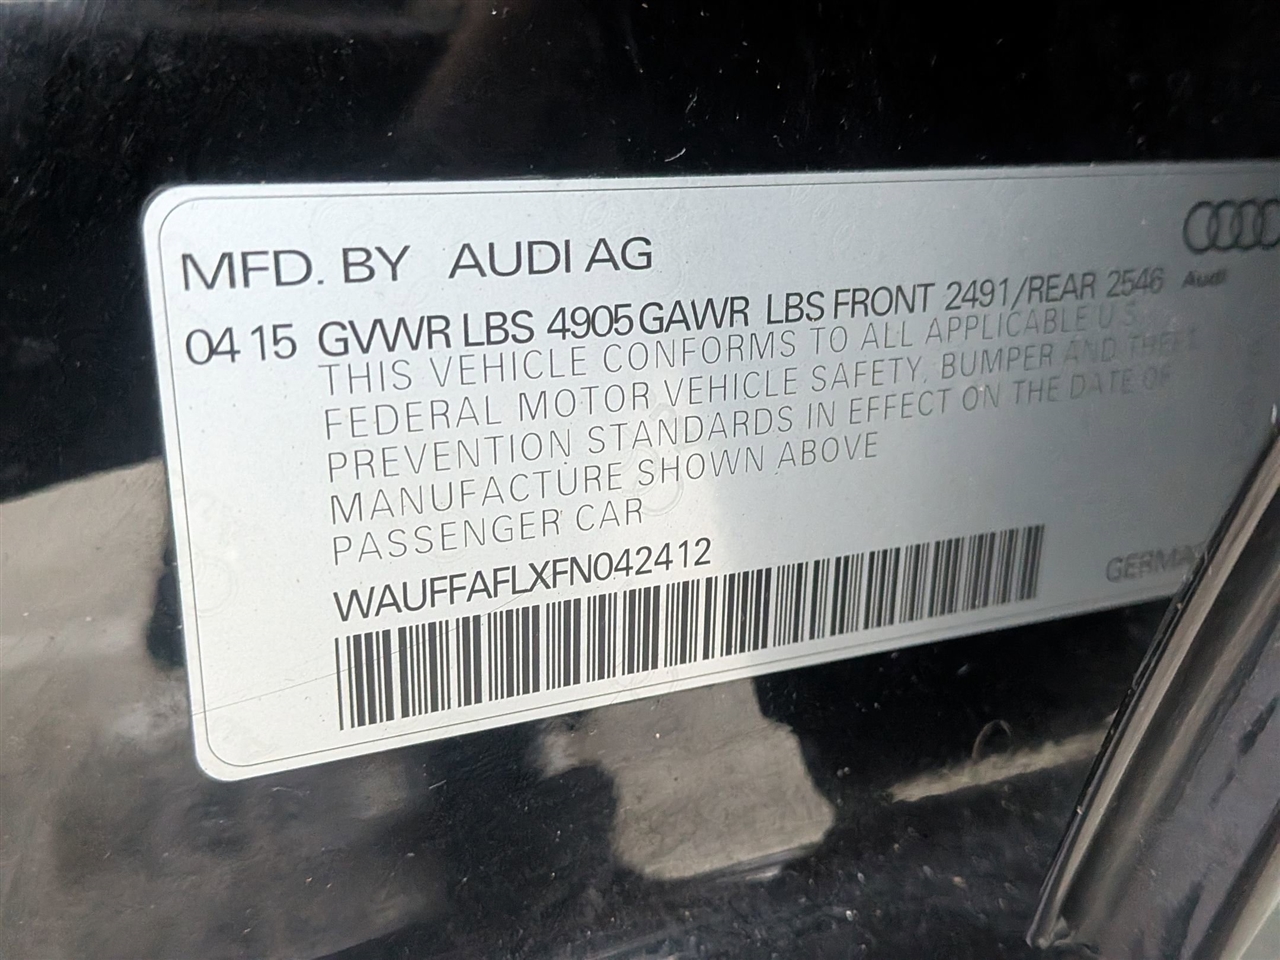 MFD. BY AUDI AG
Audi
04 15 GVWR LBS 4905 GAWR LBS FRONT 2491/REAR 2546
THIS VEHICLE CONFORMS TO ALL APPLICABLE U.S.
FEDERAL MOTOR VEHICLE SAFETY, BUMPER AND THEFT
PREVENTION STANDARDS IN EFFECT ON THE DATE OF
MANUFACTURE SHOWN ABOVE
PASSENGER CAR
WAUFFAFLXFN042412
GERMA